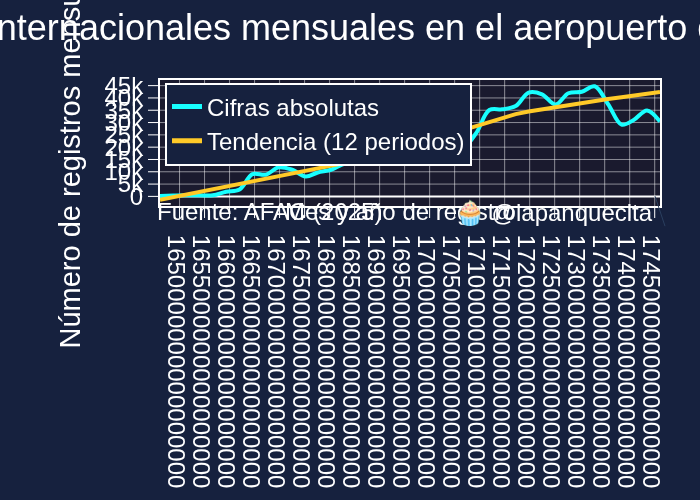 nternacionales mensuales en el aeropuerto
Número de registros mensu
45k
40k
35k
30k
25k
20k
15k
10k
5k
0
Cifras absolutas
Tendencia (12 periodos)
Fuente: AFAC (2025)
Mes y año de registro
🧁 @lapanquecita
1650000000000000000
1655000000000000000
1660000000000000000
1665000000000000000
1670000000000000000
1675000000000000000
1680000000000000000
1685000000000000000
1690000000000000000
1695000000000000000
1700000000000000000
1705000000000000000
1710000000000000000
1715000000000000000
1720000000000000000
1725000000000000000
1730000000000000000
1735000000000000000
1740000000000000000
1745000000000000000